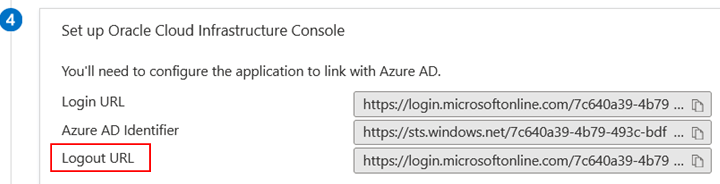 4
Set up Oracle Cloud Infrastructure Console
You'll need to configure the application to link with Azure AD.
Login URL https://login.microsoftonline.com/7c640a39-4b79 ...
Azure AD Identifier https://sts.windows.net/7c640a39-4b79-493c-bdf ...
Logout URL https://login.microsoftonline.com/7c640a39-4b79 ...